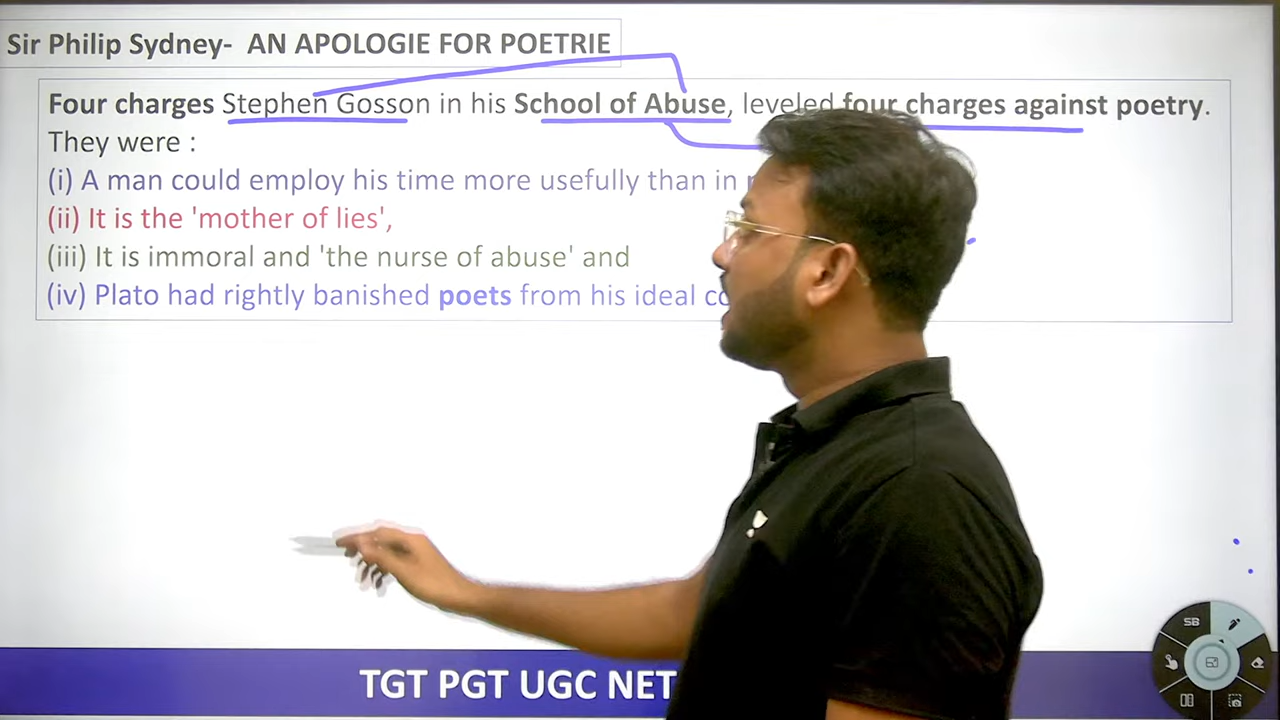 Sir Philip Sydney- AN APOLOGIE FOR POETRIE
Four charges Stephen Gosson in his School of Abuse, leveled four charges against poetry.
They were :
(i) A man could employ his time more usefully than in
(ii) It is the 'mother of lies',
(iii) It is immoral and 'the nurse of abuse' and
(iv) Plato had rightly banished poets from his ideal
TGT PGT UGC NET
SB